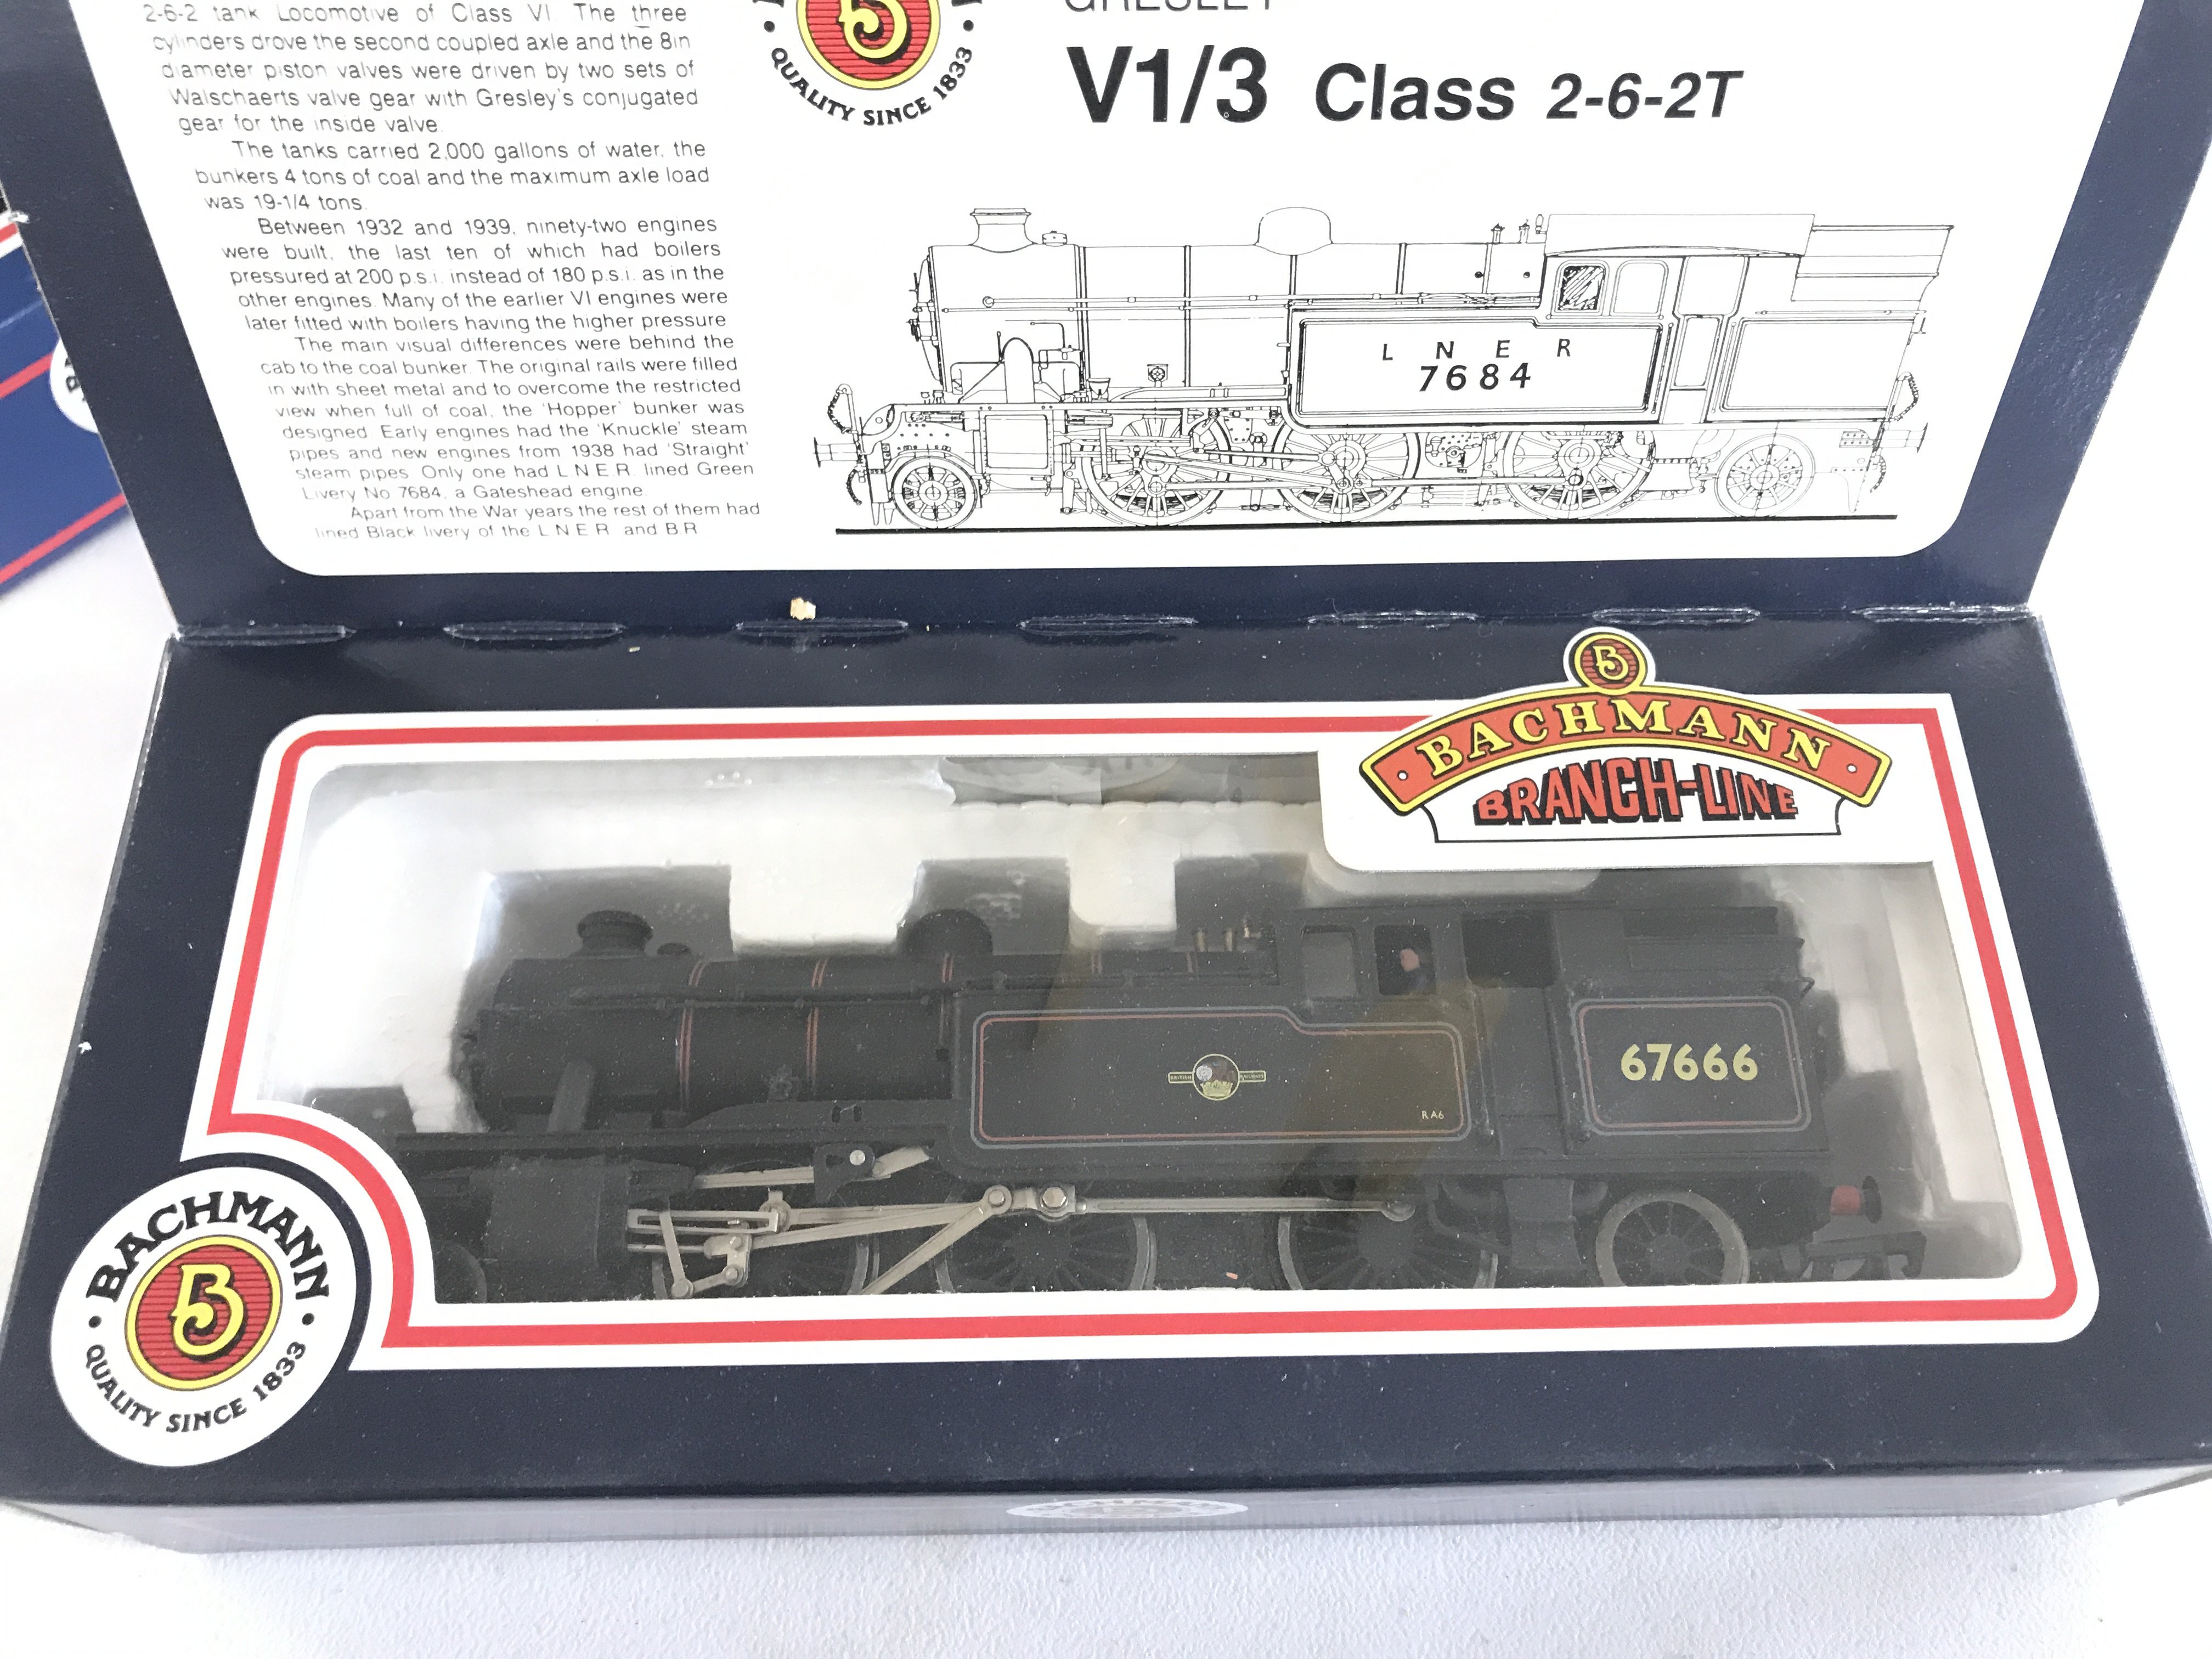 2-6-2 tank Locomotive of Class VI. The three
cylinders drove the second coupled axle and the 8in
diameter piston valves were driven by two sets of
Walschaerts valve gear with Gresley's conjugated
gear for the inside valve.
The tanks carried 2,000 gallons of water, the
bunkers 4 tons of coal and the maximum axle load
was 19-1/4 tons.
Between 1932 and 1939, ninety-two engines
were built, the last ten of which had boilers
pressured at 200 p.s.i. instead of 180 p.s.i. as in the
other engines. Many of the earlier VI engines were
later fitted with boilers having the higher pressure
The main visual differences were behind the
cab to the coal bunker. The original rails were filled
in with sheet metal and to overcome the restricted
view when full of coal, the 'Hopper' bunker was
designed. Early engines had the 'Knuckle' steam
pipes and new engines from 1938 had 'Straight'
steam pipes. Only one had L.N.E.R. lined Green
Livery No 7684, a Gateshead engine.
Apart from the War years the rest of them had
lined Black livery of the L N E R and B R
B
QUALITY SINCE 1833
GRESLEY
V1/3 Class 2-6-2T
L N E R
7684
B
BACHMANN
BRANCH-LINE
BRITISH RAILWAYS
RA6
67666
BACHMANN
B
QUALITY SINCE 1833
BACHMANN